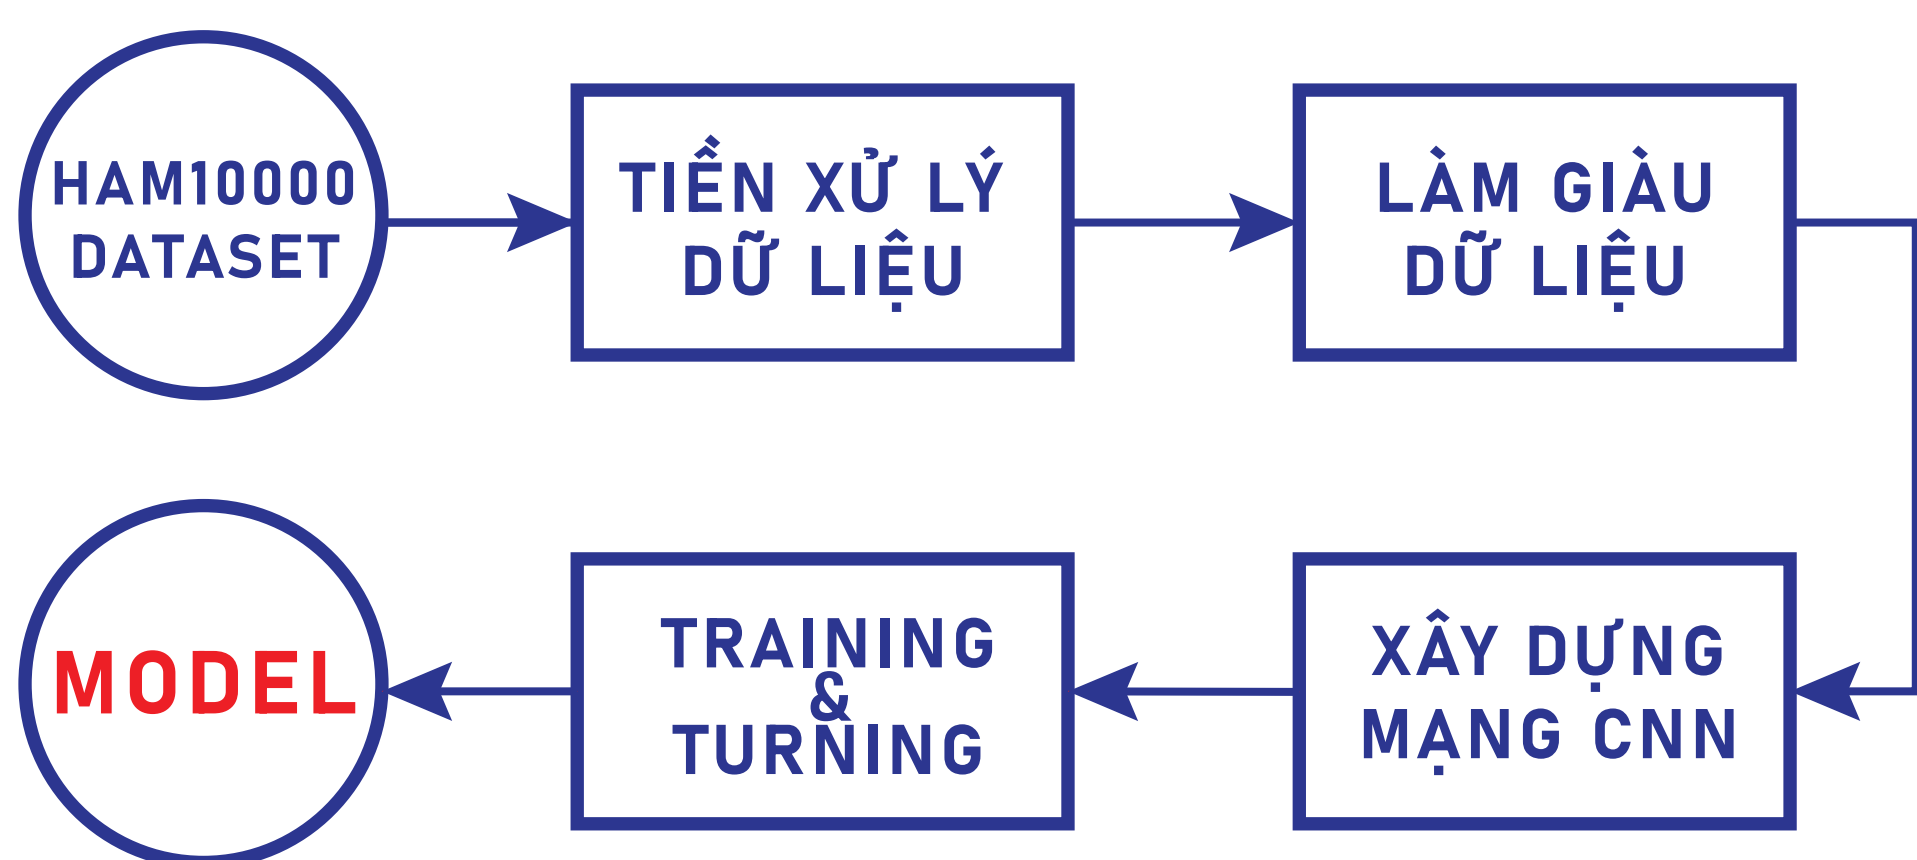 HAM10000
DATASET
TIỀN XỬ LÝ
DỮ LIỆU
LÀM GIÀU
DỮ LIỆU
XÂY DỰNG
MẠNG CNN
TRAINING
&
TURNING
MODEL